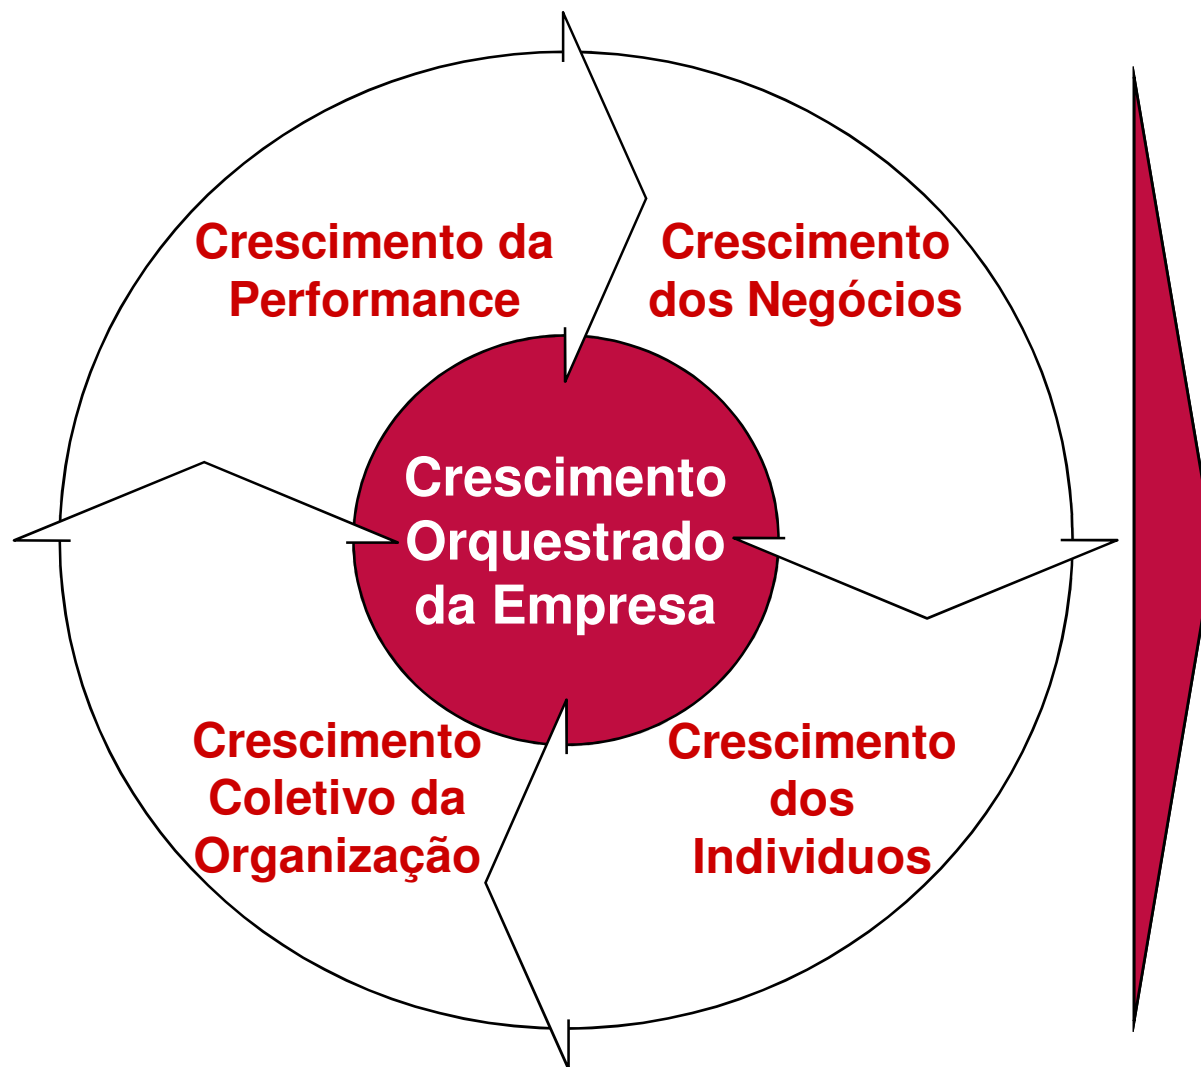 Crescimento da
Performance
Crescimento
dos Negócios
Crescimento
Orquestrado
da Empresa
Crescimento
Coletivo da
Organização
Crescimento
dos
Individuos